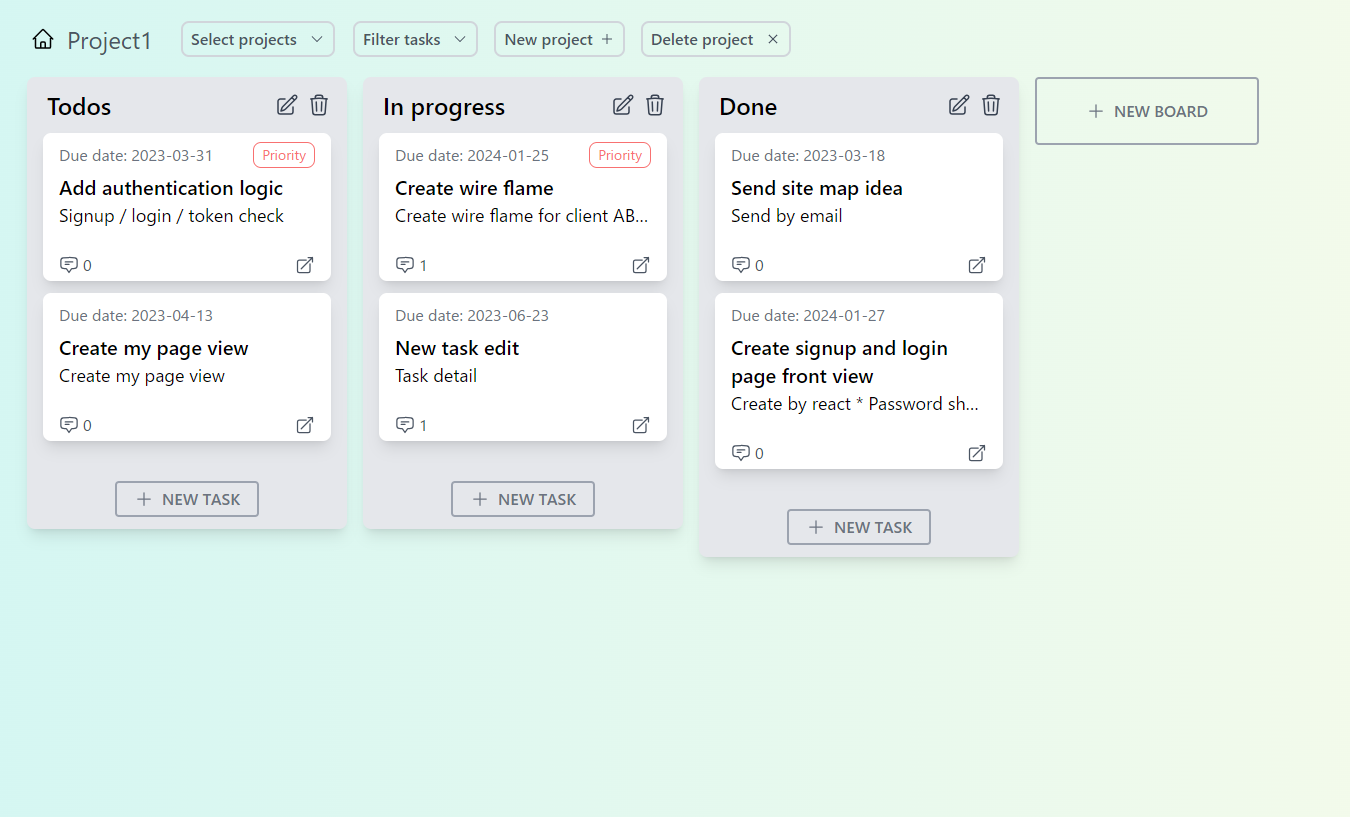 Project1
Select projects
Filter tasks
New project
Delete project
Todos
Due date: 2023-03-31
Priority
Add authentication logic
Signup / login / token check
0
Due date: 2023-04-13
Create my page view
Create my page view
0
NEW TASK
In progress
Due date: 2024-01-25
Priority
Create wire flame
Create wire flame for client AB...
1
Due date: 2023-06-23
New task edit
Task detail
1
NEW TASK
Done
Due date: 2023-03-18
Send site map idea
Send by email
0
Due date: 2024-01-27
Create signup and login
page front view
Create by react * Password sh...
0
NEW TASK
NEW BOARD